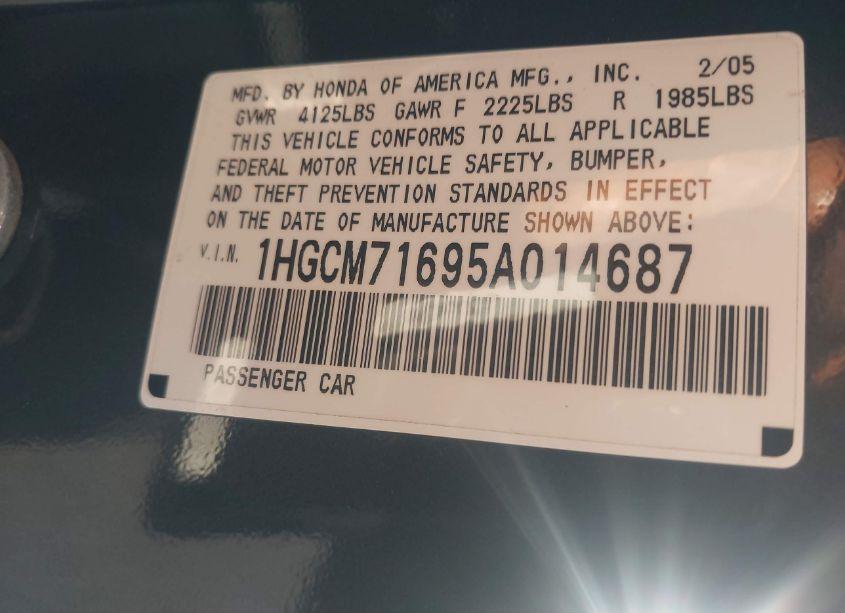 MFD. BY HONDA OF AMERICA MFG., INC. 2/05
GVWR 4125LBS GAWR F 2225LBS R 1985LBS
THIS VEHICLE CONFORMS TO ALL APPLICABLE
FEDERAL MOTOR VEHICLE SAFETY, BUMPER,
AND THEFT PREVENTION STANDARDS IN EFFECT
ON THE DATE OF MANUFACTURE SHOWN ABOVE:
V.I.N. 1HGCM71695A014687
PASSENGER CAR